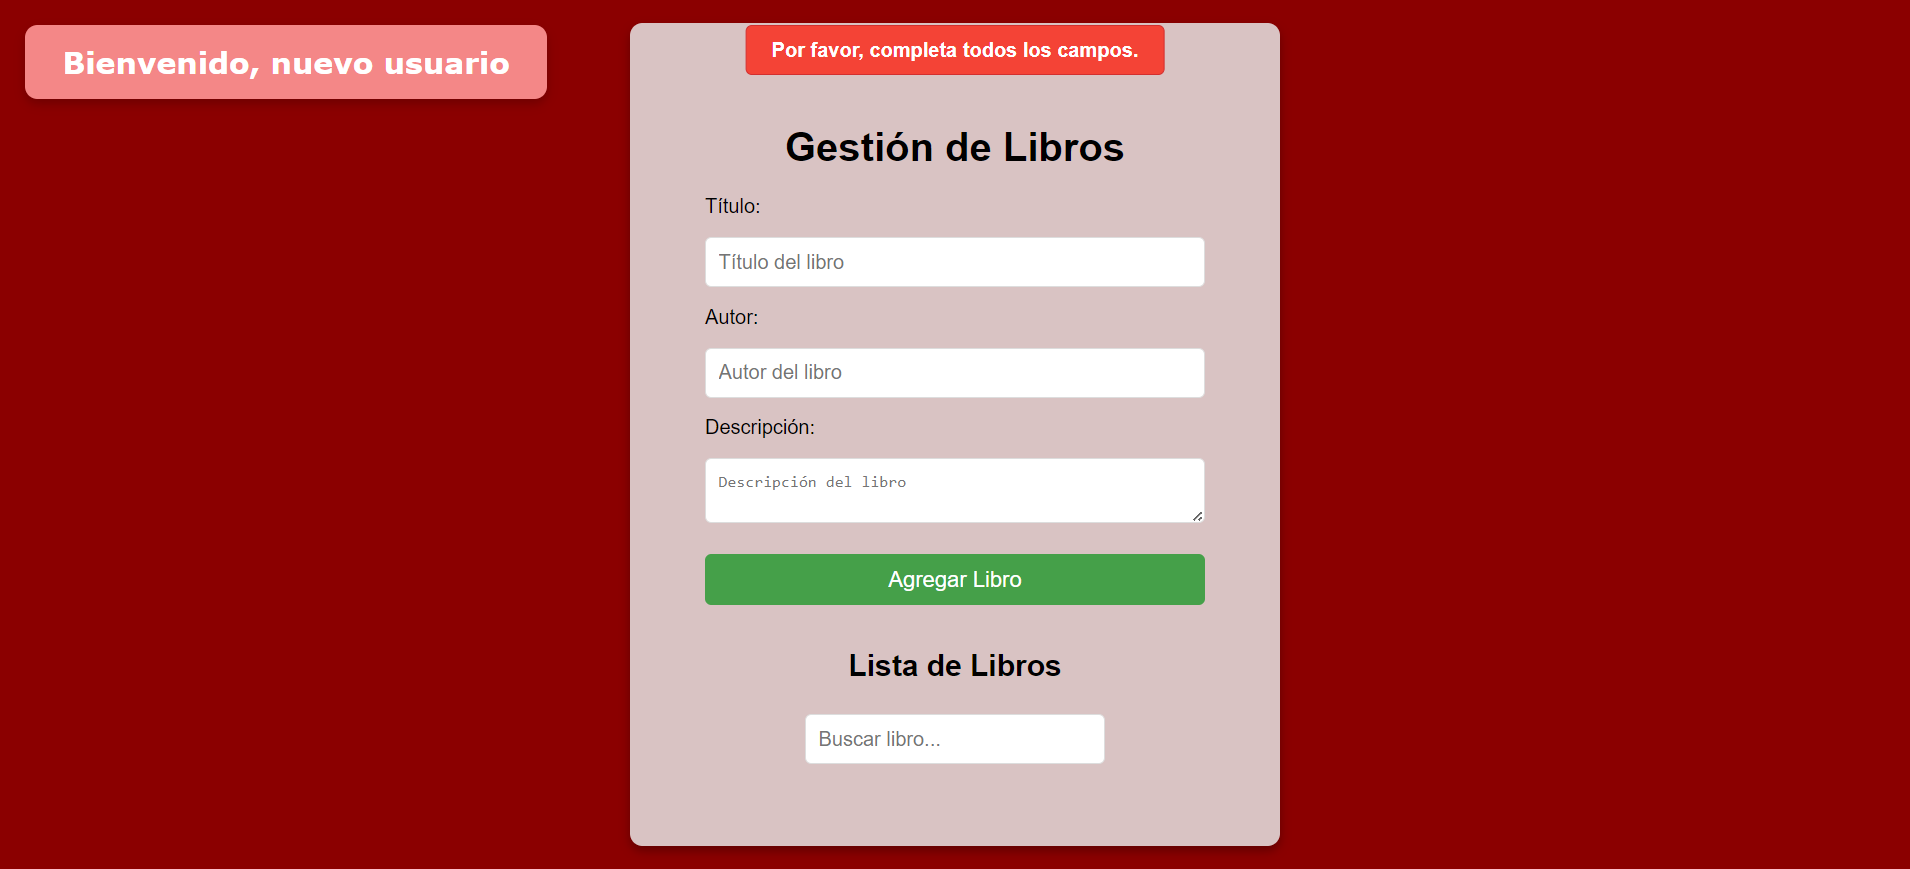 Bienvenido, nuevo usuario
Por favor, completa todos los campos.
Gestión de Libros
Título:
Título del libro
Autor:
Autor del libro
Descripción:
Descripción del libro
Agregar Libro
Lista de Libros
Buscar libro...